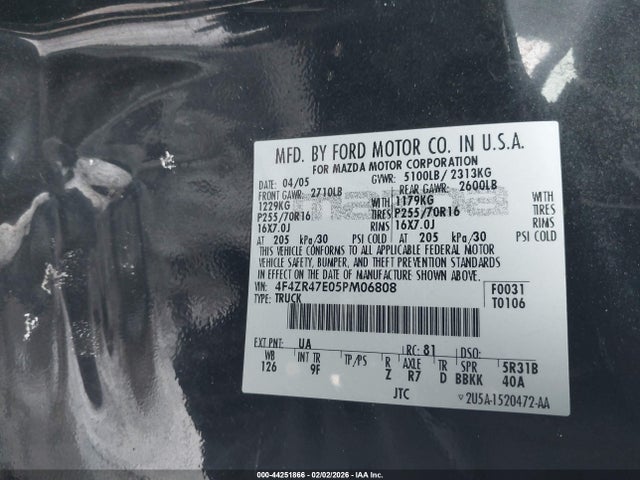 MFD. BY FORD MOTOR CO. IN U.S.A.
FOR MAZDA MOTOR CORPORATION
DATE: 04/05 GVWR: 5100LB/ 2313KG
FRONT GAWR: 2710LB REAR GAWR: 2600LB
1229KG WITH 1179KG WITH
P255/70R16 TIRES P255/70R16 TIRES
16X7.0J RIMS 16X7.0J RIMS
AT 205 kPa/30 PSI COLD AT 205 kPa/30 PSI COLD
THIS VEHICLE CONFORMS TO ALL APPLICABLE FEDERAL MOTOR
VEHICLE SAFETY, BUMPER, AND THEFT PREVENTION STANDARDS
IN EFFECT ON THE DATE OF MANUFACTURE SHOWN ABOVE.
VIN: 4F4ZR47E05PM06808 F0031
TYPE: TRUCK T0106
EXT PNT: UA RC: 81 DSO:
WB INT TR TP/PS R AXLE TR SPR 5R31B
126 9F Z R7 D BBKK 40A
JTC 2U5A-1520472-AA
000-44251866 - 02/02/2026 - IAA Inc.